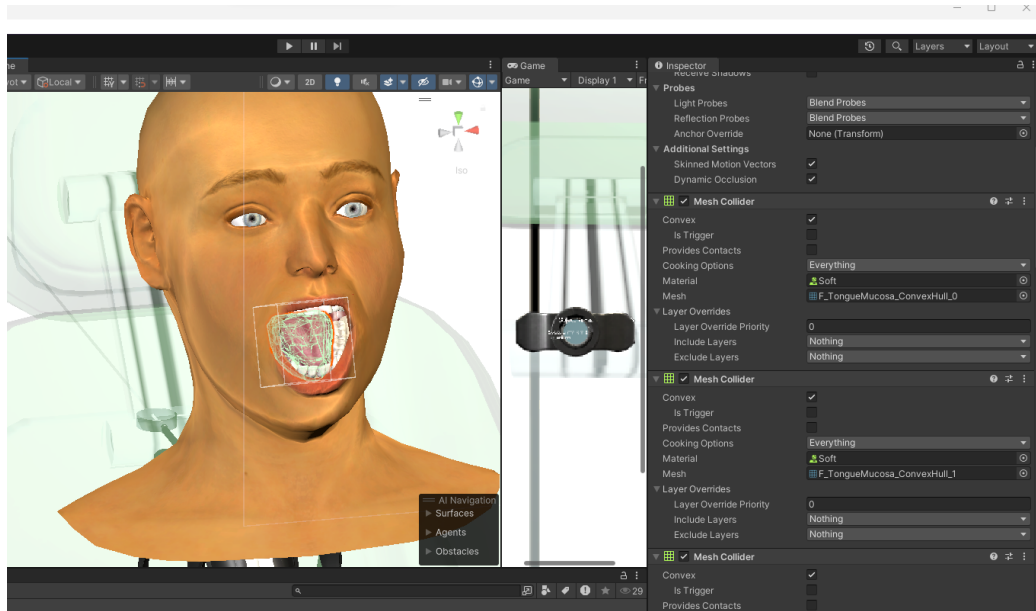 Layers
Layout
ne
ot
Local
2D
Iso
AI Navigation
Surfaces
Agents
Obstacles
29
Game
Game
Display 1
Fr
Inspector
Receive Shadows
Probes
Light Probes
Blend Probes
Reflection Probes
Blend Probes
Anchor Override
None (Transform)
Additional Settings
Skinned Motion Vectors
Dynamic Occlusion
Mesh Collider
Convex
Is Trigger
Provides Contacts
Cooking Options
Everything
Material
Soft
Mesh
F_TongueMucosa_ConvexHull_0
Layer Overrides
Layer Override Priority
0
Include Layers
Nothing
Exclude Layers
Nothing
Mesh Collider
Convex
Is Trigger
Provides Contacts
Cooking Options
Everything
Material
Soft
Mesh
F_TongueMucosa_ConvexHull_1
Layer Overrides
Layer Override Priority
0
Include Layers
Nothing
Exclude Layers
Nothing
Mesh Collider
Convex
Is Trigger
Provides Contacts